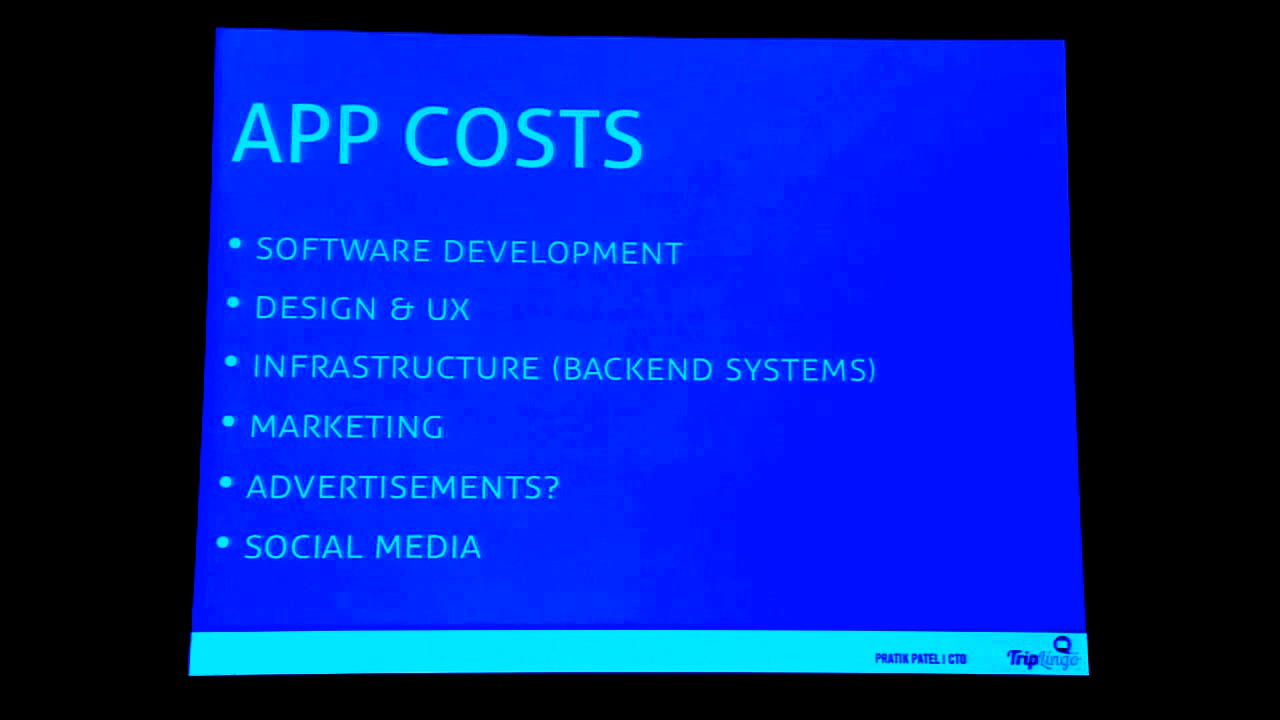 APP COSTS
• SOFTWARE DEVELOPMENT
• DESIGN & UX
• INFRASTRUCTURE (BACKEND SYSTEMS)
• MARKETING
• ADVERTISEMENTS?
• SOCIAL MEDIA
PRATIK PATEL | CTO
TripLingo